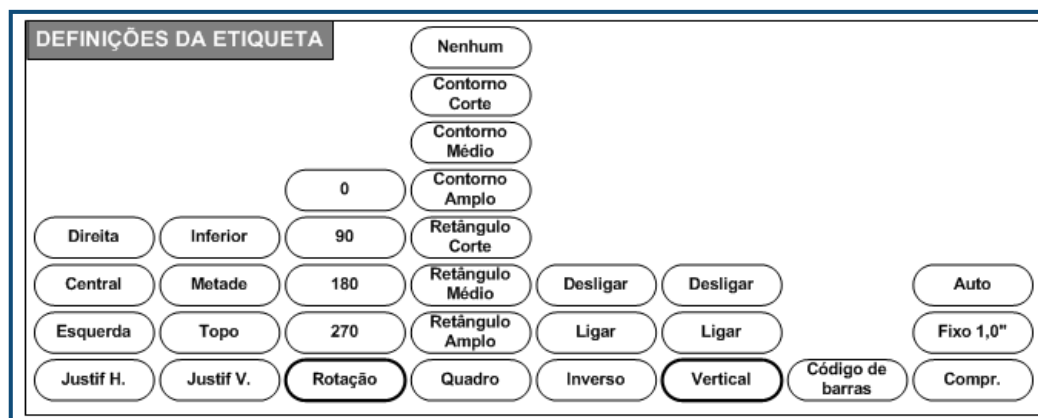 DEFINIÇÕES DA ETIQUETA
Nenhum
Contorno
Corte
Contorno
Médio
0
Contorno
Amplo
Direita
Inferior
90
Retângulo
Corte
Central
Metade
180
Retângulo
Médio
Desligar
Desligar
Auto
Esquerda
Topo
270
Retângulo
Amplo
Ligar
Ligar
Fixo 1,0"
Justif H.
Justif V.
Rotação
Quadro
Inverso
Vertical
Código de
barras
Compr.